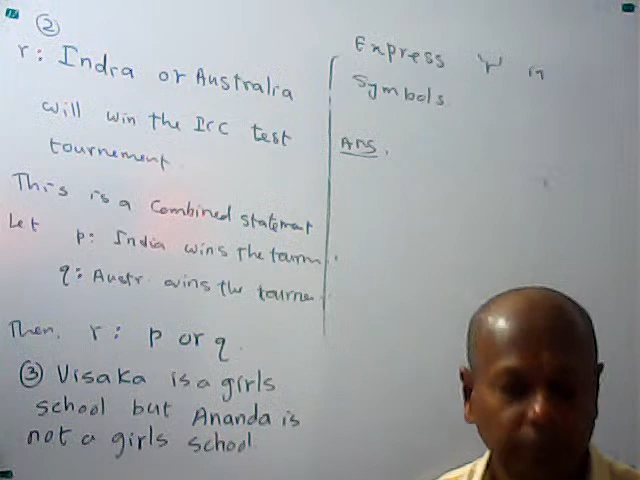 ②
r: India or Australia
will win the ICC test
tournement.
This is a combined statement
Let p: India wins the tourn.
q: Austr. wins the tourne
Then, r: p or q.
③ Visaka is a girls
school but Ananda is
not a girls school
Express 'r' in
symbols
Ans.